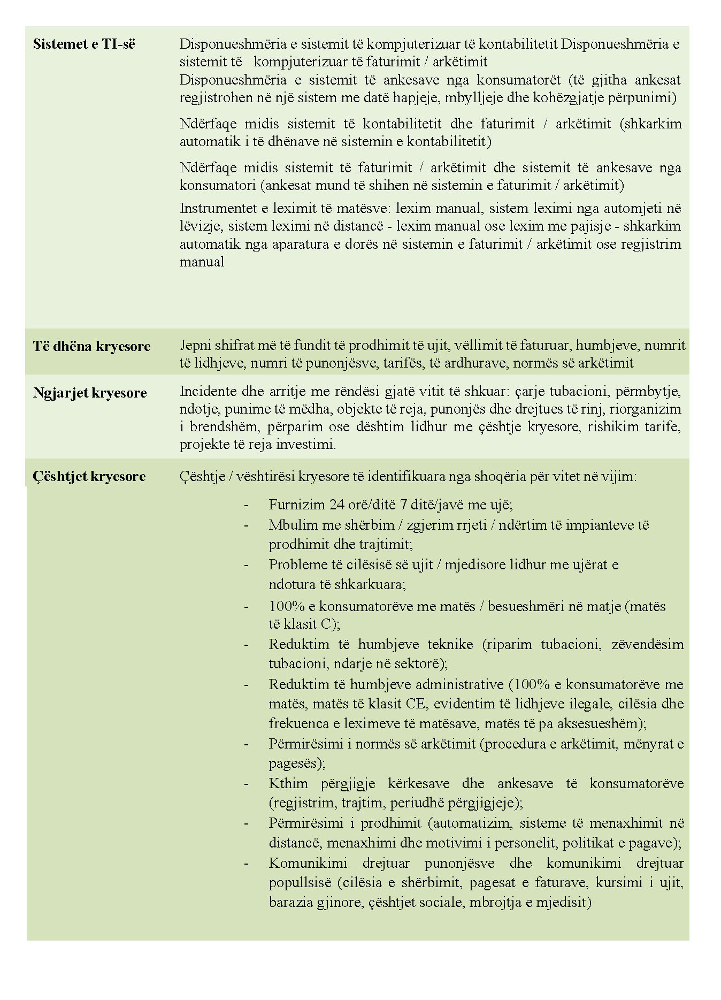 Sistemet e TI-së
Disponueshmëria e sistemit të kompjuterizuar të kontabilitetit Disponueshmëria e
sistemit të kompjuterizuar të faturimit / arkëtimit
Disponueshmëria e sistemit të ankesave nga konsumatorët (të gjitha ankesat
regjistrohen në një sistem me datë hapjeje, mbylljeje dhe kohëzgjatje përpunimi)
Ndërfaqe midis sistemit të kontabilitetit dhe faturimit / arkëtimit (shkarkim
automatik i të dhënave në sistemin e kontabilitetit)
Ndërfaqe midis sistemit të faturimit / arkëtimit dhe sistemit të ankesave nga
konsumatori (ankesat mund të shihen në sistemin e faturimit / arkëtimit)
Instrumentet e leximit të matësve: lexim manual, sistem leximi nga automjeti në
lëvizje, sistem leximi në distancë - lexim manual ose lexim me pajisje - shkarkim
automatik nga aparatura e dorës në sistemin e faturimit / arkëtimit ose regjistrim
manual
Të dhëna kryesore
Jepni shifrat më të fundit të prodhimit të ujit, vëllimit të faturuar, humbjeve, numrit
të lidhjeve, numri të punonjësve, tarifës, të ardhurave, normës së arkëtimit
Ngjarjet kryesore
Incidente dhe arritje me rëndësi gjatë vitit të shkuar: çarje tubacioni, përmbytje,
ndotje, punime të mëdha, objekte të reja, punonjës dhe drejtues të rinj, riorganizim
i brendshëm, përparim ose dështim lidhur me çështje kryesore, rishikim tarife,
projekte të reja investimi.
Çështjet kryesore
Çështje / vështirësi kryesore të identifikuara nga shoqëria për vitet në vijim:
- Furnizim 24 orë/ditë 7 ditë/javë me ujë;
- Mbulim me shërbim / zgjerim rrjeti / ndërtim të impianteve të
prodhimit dhe trajtimit;
- Probleme të cilësisë së ujit / mjedisore lidhur me ujërat e
ndotura të shkarkuara;
- 100% e konsumatorëve me matës / besueshmëri në matje (matës
të klasit C);
- Reduktim të humbjeve teknike (riparim tubacioni, zëvendësim
tubacioni, ndarje në sektorë);
- Reduktim të humbjeve administrative (100% e konsumatorëve me
matës, matës të klasit CE, evidentim të lidhjeve ilegale, cilësia dhe
frekuenca e leximeve të matësave, matës të pa aksesueshëm);
- Përmirësimi i normës së arkëtimit (procedura e arkëtimit, mënyrat e
pagesës);
- Kthim përgjigje kërkesave dhe ankesave të konsumatorëve
(regjistrim, trajtim, periudhë përgjigjeje);
- Përmirësimi i prodhimit (automatizim, sisteme të menaxhimit në
distancë, menaxhimi dhe motivimi i personelit, politikat e pagave);
- Komunikimi drejtuar punonjësve dhe komunikimi drejtuar
popullsisë (cilësia e shërbimit, pagesat e faturave, kursimi i ujit,
barazia gjinore, çështjet sociale, mbrojtja e mjedisit)